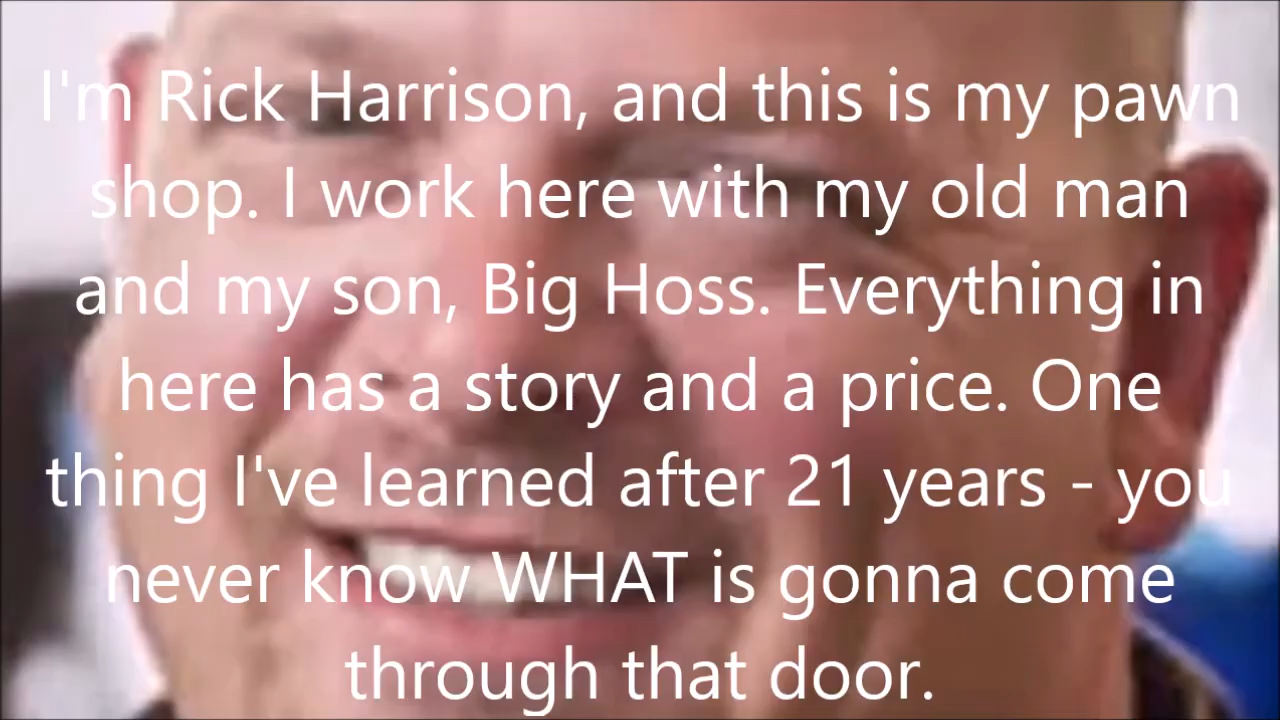 I'm Rick Harrison, and this is my pawn
shop. I work here with my old man
and my son, Big Hoss. Everything in
here has a story and a price. One
thing I've learned after 21 years - you
never know WHAT is gonna come
through that door.